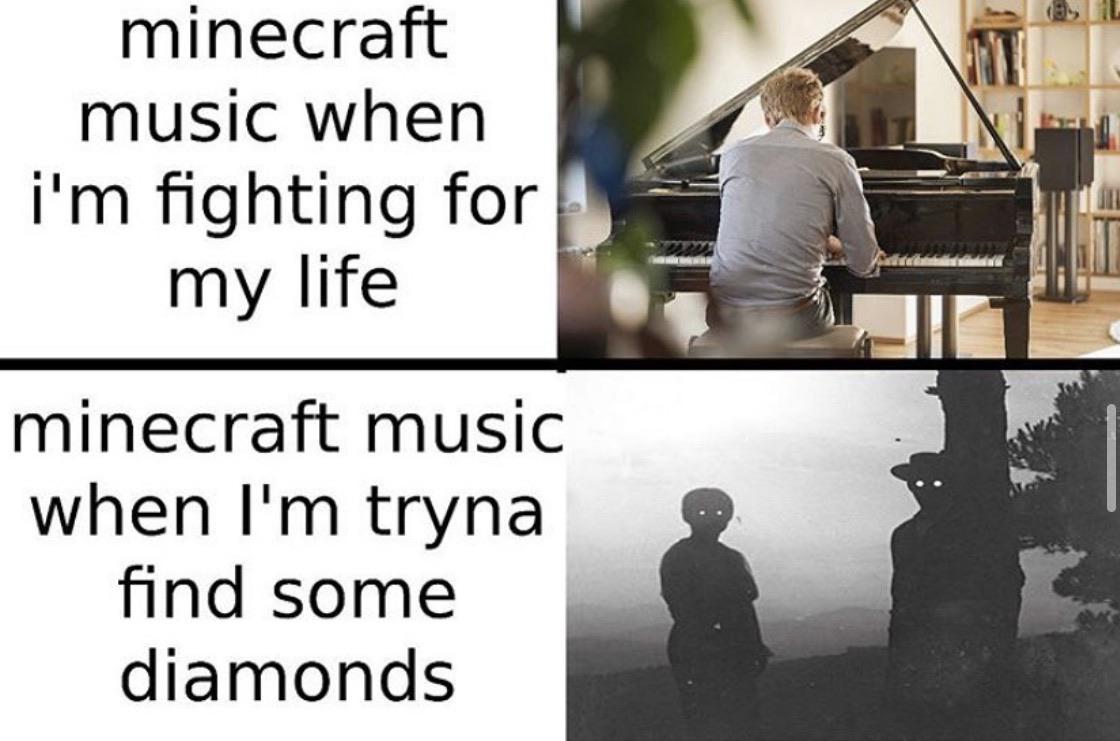 minecraft
music when
i'm fighting for
my life
minecraft music
when I'm tryna
find some
diamonds